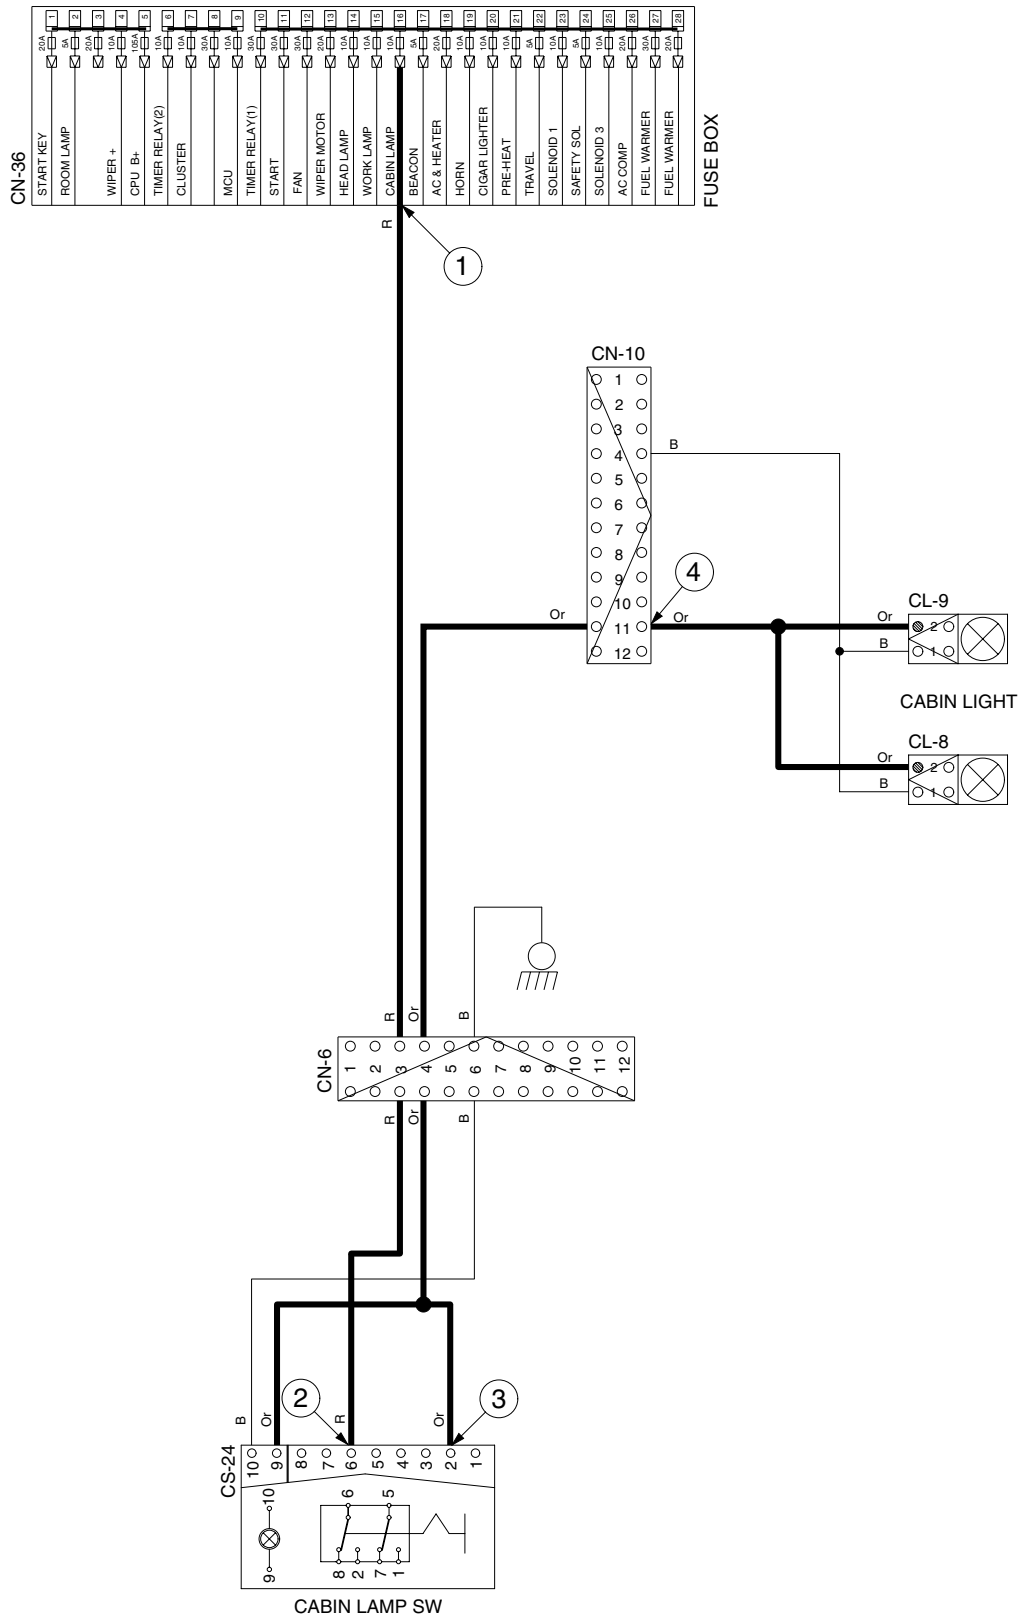 CN-36
1 2 3 4 5 6 7 8 9 10 11 12 13 14 15 16 17 18 19 20 21 22 23 24 25 26 27 28
20A 5A 20A 10A 105A 10A 10A 30A 10A 30A 30A 30A 20A 10A 10A 10A 5A 20A 10A 10A 10A 5A 10A 5A 10A 20A 30A 20A
START KEY
ROOM LAMP
WIPER +
CPU B+
TIMER RELAY(2)
CLUSTER
MCU
TIMER RELAY(1)
START
FAN
WIPER MOTOR
HEAD LAMP
WORK LAMP
CABIN LAMP
BEACON
AC & HEATER
HORN
CIGAR LIGHTER
PRE-HEAT
TRAVEL
SOLENOID 1
SAFETY SOL
SOLENOID 3
AC COMP
FUEL WARMER
FUEL WARMER
FUSE BOX
R
1
CN-10
1
2
3
4
5
6
7
8
9
10
11
12
B
4
Or
Or
CL-9
Or
2
B
1
CABIN LIGHT
CL-8
Or
2
B
1
R
Or
B
CN-6
1 2 3 4 5 6 7 8 9 10 11 12
R
Or
B
2
3
B
Or
R
Or
CS-24
10 9 8 7 6 5 4 3 2 1
10
9
6
5
8
2
7
1
CABIN LAMP SW